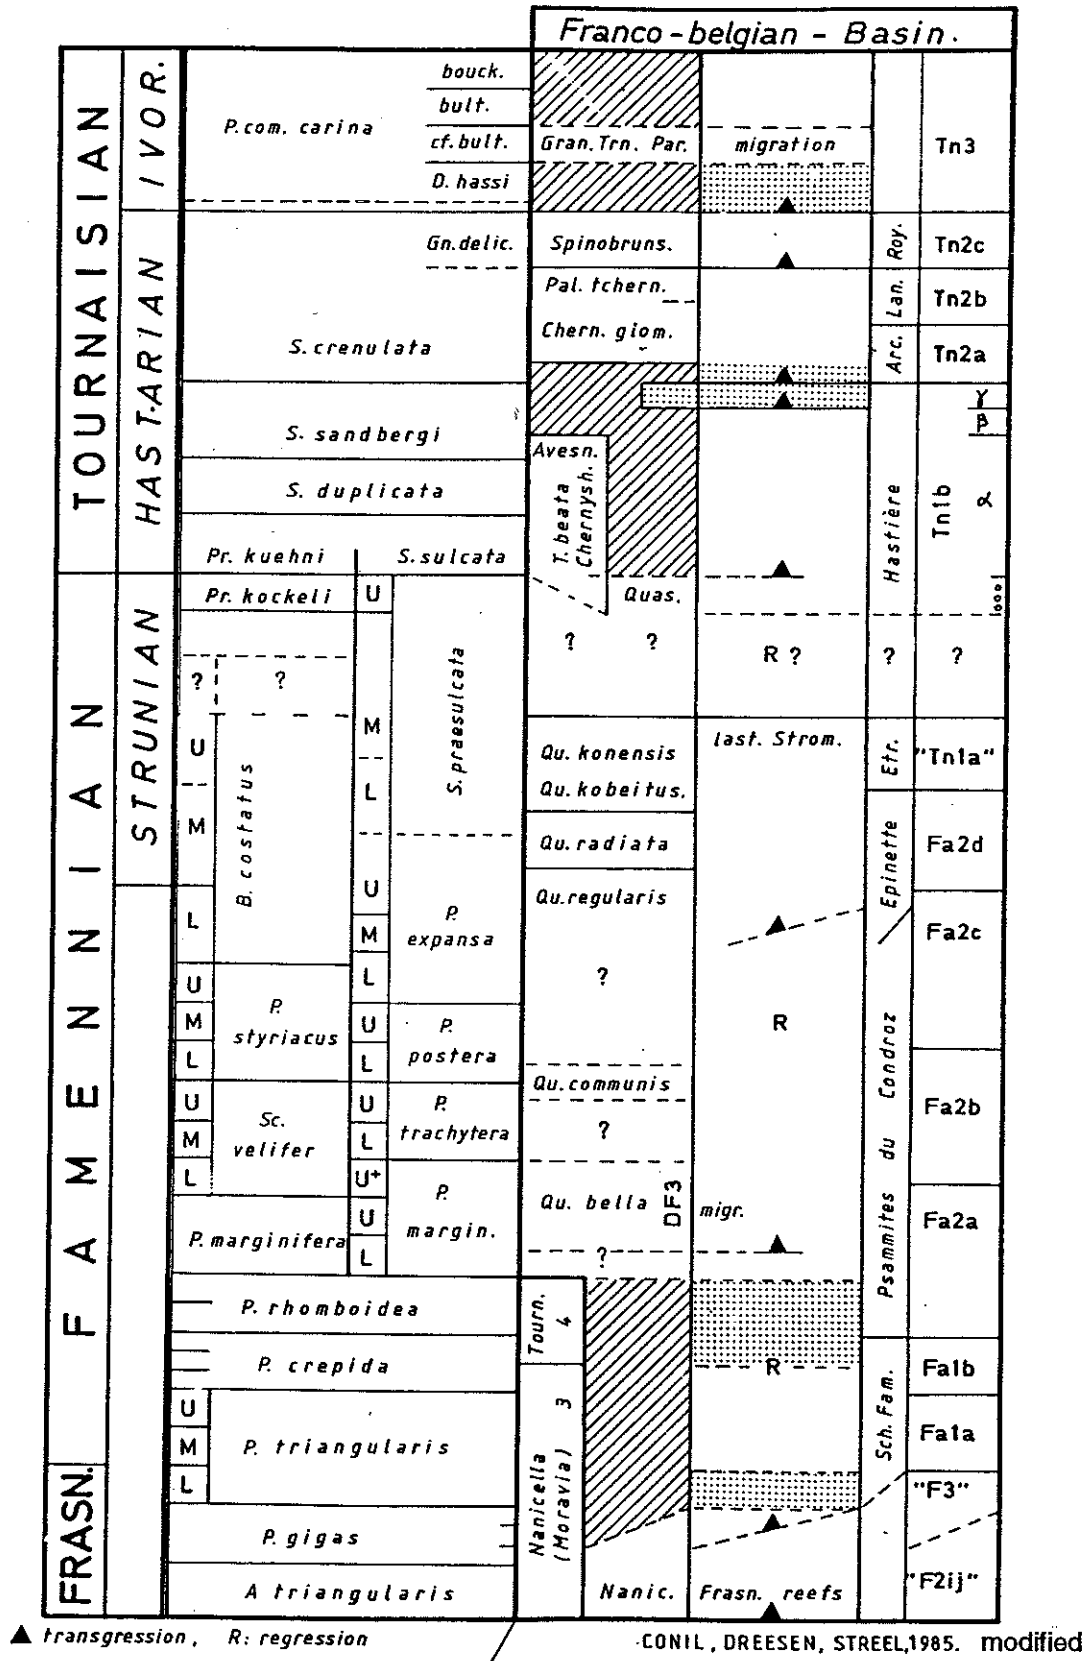 Franco-belgian - Basin.
TOURNAISIAN
IVOR.
P.com. carina
bouck.
bult.
cf. bult.
D. hassi
Gran. Trn. Par.
migration
Tn3
HASTARIAN
Gn.delic.
Spinobruns.
Roy.
Tn2c
Pal. tchern.
Lan.
Tn2b
Chern. giom.
S.crenulata
Arc.
Tn2a
γ
β
S. sandbergi
Avesn.
T. beata
Chernysh.
S. duplicata
Hastière
Tn1b
α
Pr. kuehni
S.sulcata
FAMENNIAN
STRUNIAN
Pr. kockeli
U
Quas.
ooo
? ? R ? ? ?
? ?
S.praesulcata
M
L
U
M
L
B. costatus
Qu. konensis
Qu. kobeitus.
last. Strom.
Etr.
"Tn1a"
Qu. radiata
Epinette
Fa2d
Qu.regularis
Fa2c
U
M
L
P.
expansa
?
R
U
M
L
P.
styriacus
U
L
P.
postera
Psammites du Condroz
Qu. communis
Fa2b
U
M
L
Sc.
velifer
U
L
P.
trachytera
?
U+
U
L
P.
margin.
Qu. bella
DF3
migr.
Fa2a
P. marginifera
?
P. rhomboidea
Tourn.
4
P. crepida
R
Sch. Fam.
Fa1b
U
M
L
P. triangularis
Nanicella 3
(Moravia)
Fa1a
FRASN.
"F3"
P. gigas
A triangularis
Nanic.
Frasn. reefs
"F2ij"
▲ transgression, R: regression
CONIL, DREESEN, STREEL, 1985. modified